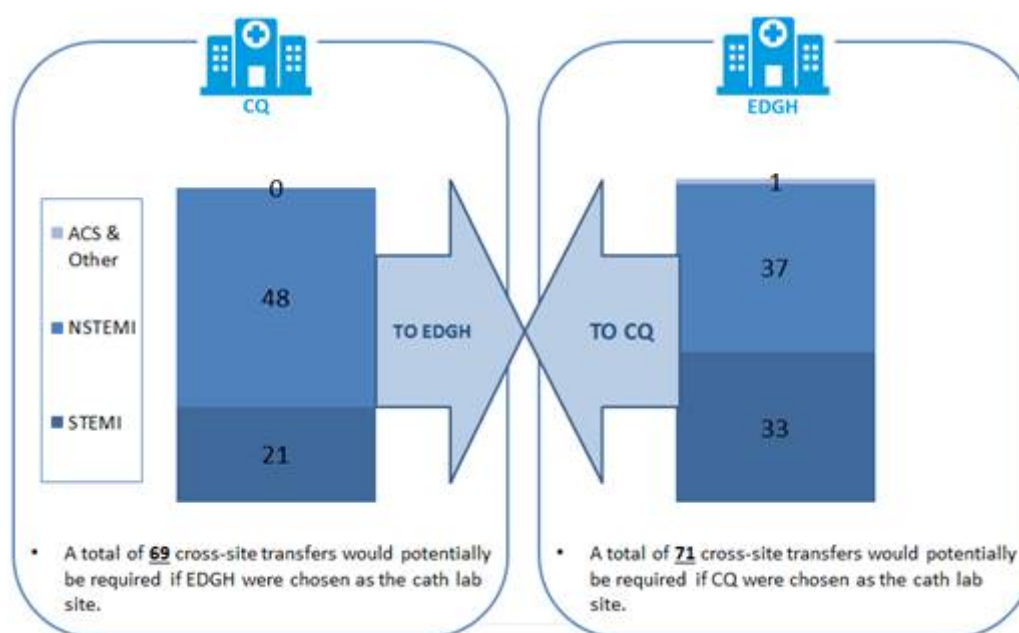 CQ
EDGH
ACS &
Other
NSTEMI
STEMI
0
48
21
TO EDGH
TO CQ
1
37
33
• A total of 69 cross-site transfers would potentially
be required if EDGH were chosen as the cath lab
site.
• A total of 71 cross-site transfers would potentially
be required if CQ were chosen as the cath lab
site.